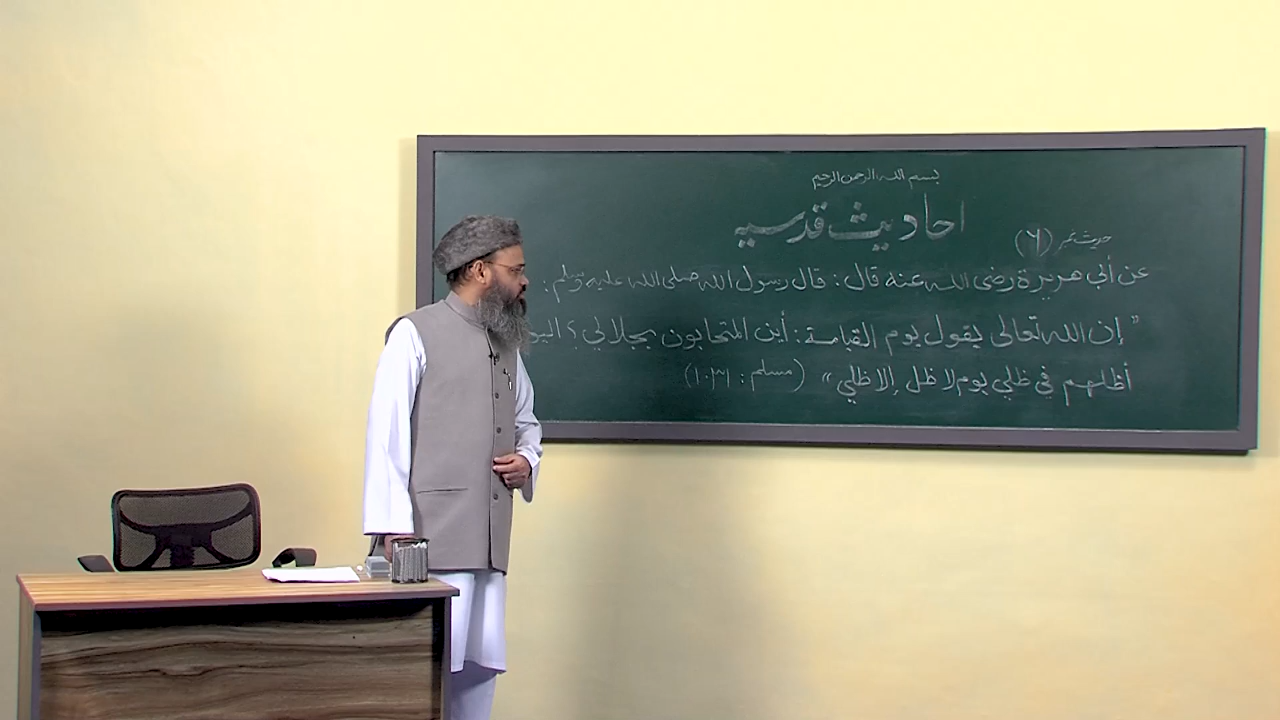 بسم الله الرحمن الرحيم
احادیث قدسیہ
حدیث نمبر (٦)
عن أبي هريرة رضى الله عنه قال: قال رسول الله صلى الله عليه وسلم:
"إن الله تعالى يقول يوم القيامة: أين المتحابون بجلالي؟
أظلهم في ظلي يوم لا ظل إلا ظلي" (مسلم: